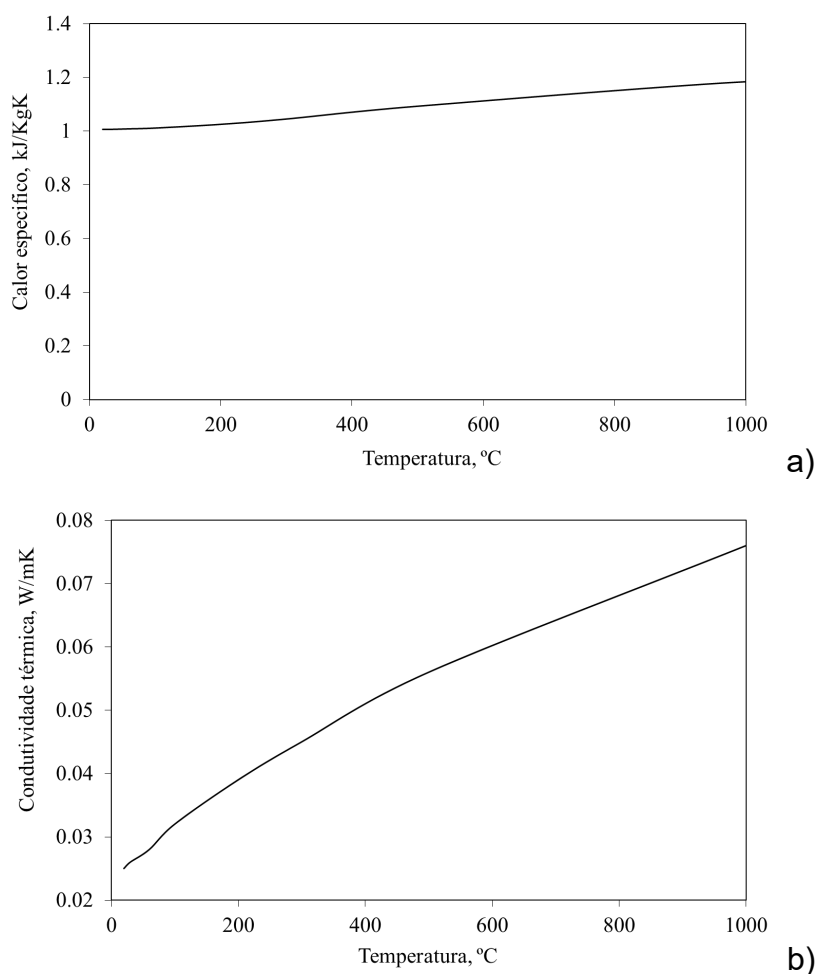 1.4
1.2
1
0.8
0.6
0.4
0.2
0
Calor especifico, kJ/KgK
0 200 400 600 800 1000
Temperatura, ºC
a)
0.08
0.07
0.06
0.05
0.04
0.03
0.02
Condutividade térmica, W/mK
0 200 400 600 800 1000
Temperatura, ºC
b)